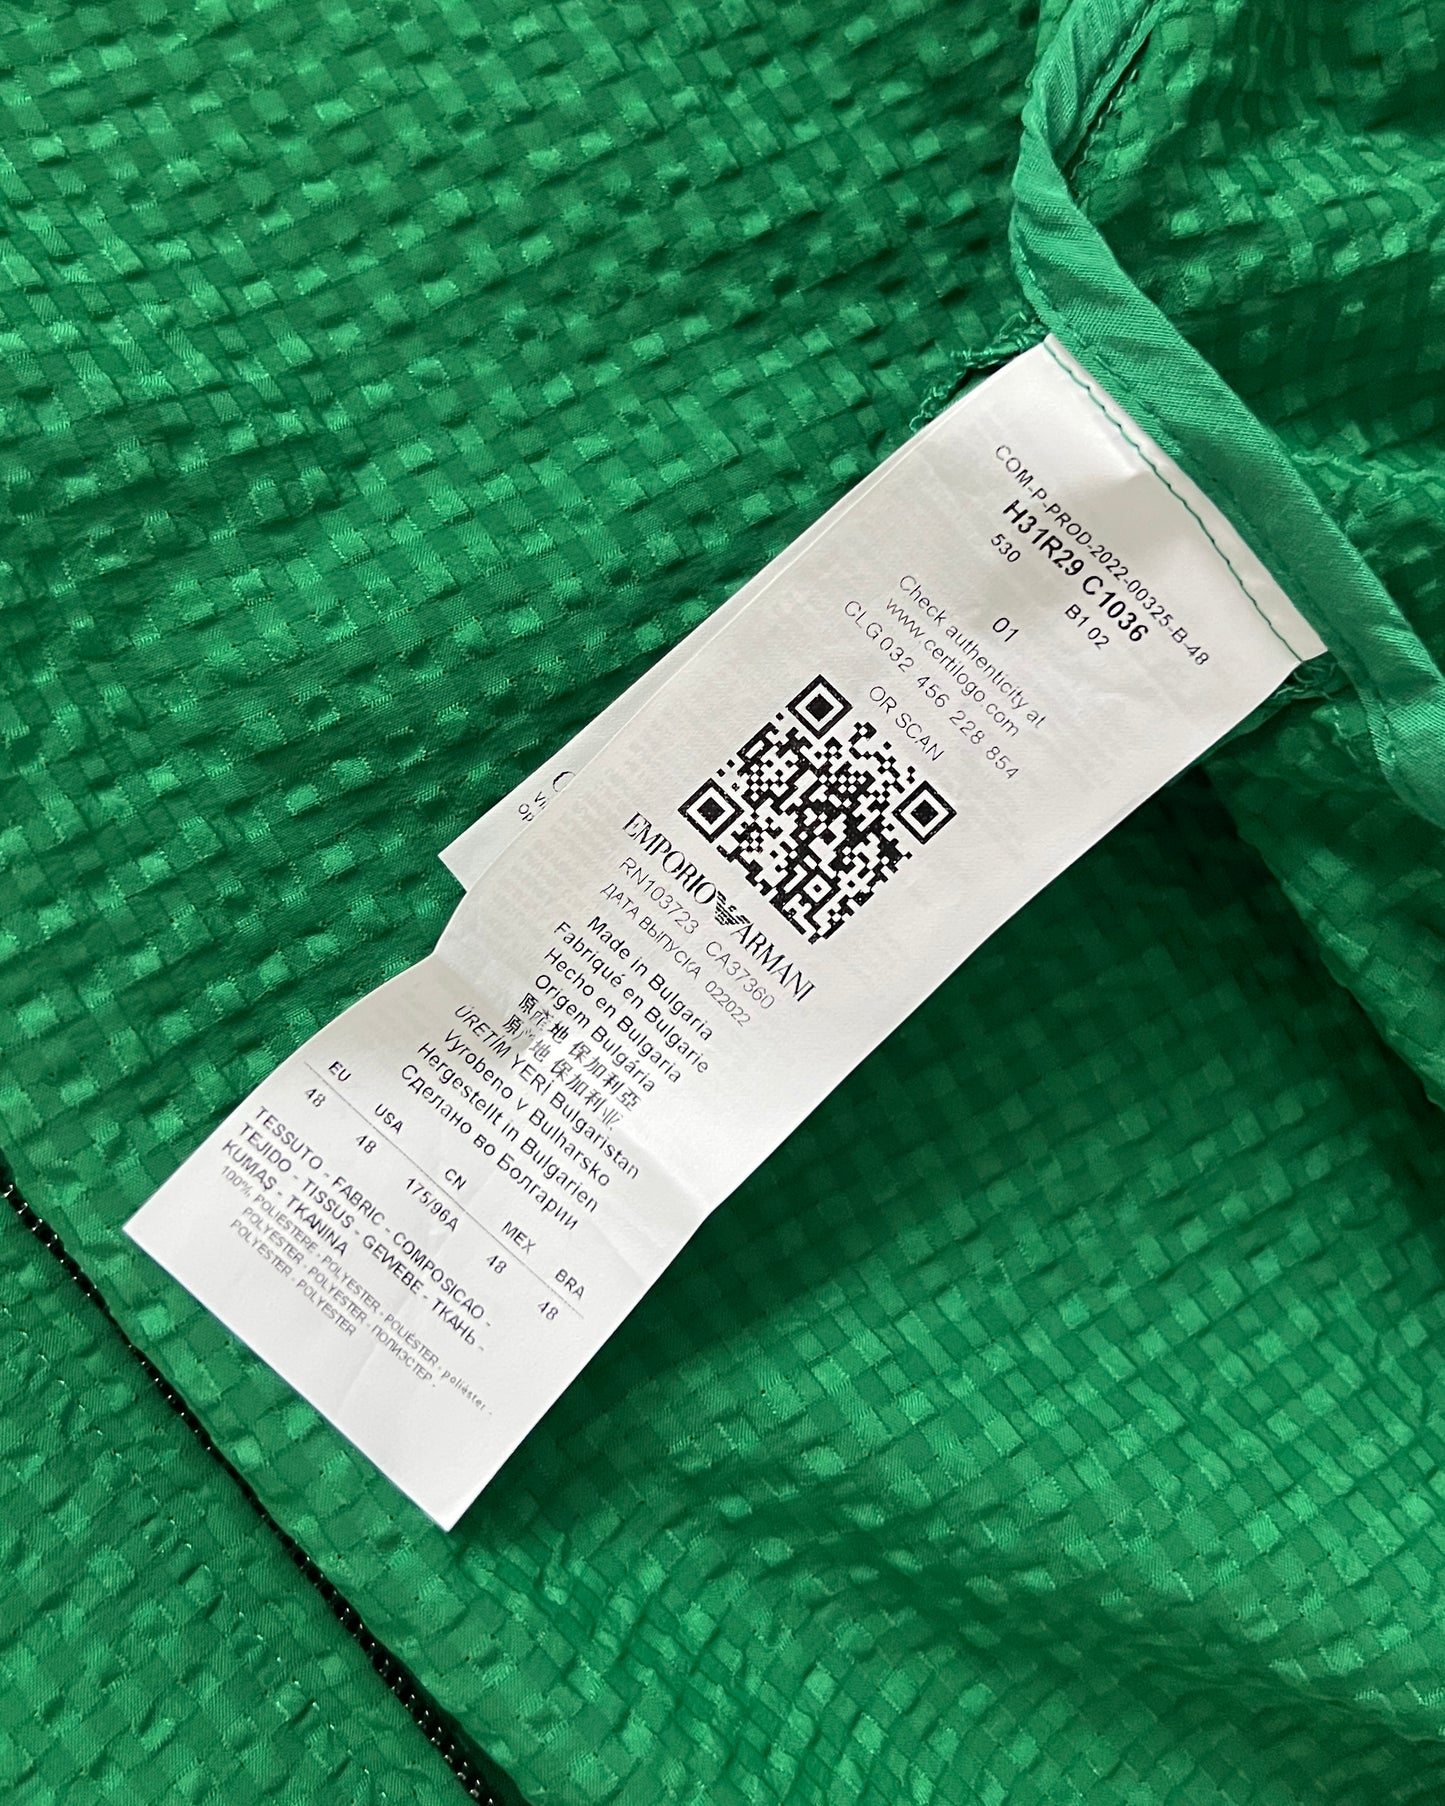 COM-P-PROD-2022-00325-B-48
H31R29 C1036
530 B1 02
01
Check authenticity at
www.certilogo.com
CLG032 456 228 854
OR SCAN
EMPORIO ARMANI
RN103723 CA37360
ДАТА ВЫПУСКА 022022
Made in Bulgaria
Fabriqué en Bulgarie
Hecho en Bulgaria
Origem Bulgária
原產地 保加利亞
原产地 保加利亚
ÜRETİM YERİ Bulgaristan
Vyrobeno v Bulharsko
Hergestellt in Bulgarien
Сделано во Болгарии
EU USA CN MEX BRA
48 48 175/96A 48 48
TESSUTO - FABRIC - COMPOSICAO -
TEJIDO - TISSUS - GEWEBE - ТКАНЬ -
KUMAŞ - TKANINA
100%, POLIESTERE - POLYESTER - POLIÉSTER - poliéster -
POLYESTER - POLYESTER - ПОЛИЭСТЕР -
POLYESTER - POLYESTER